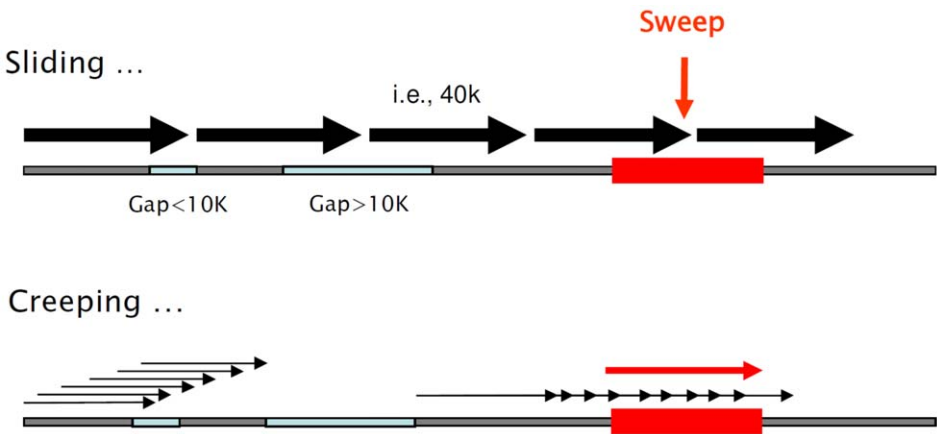 Sweep
Sliding ...
i.e., 40k
Gap<10K Gap>10K
Creeping ...